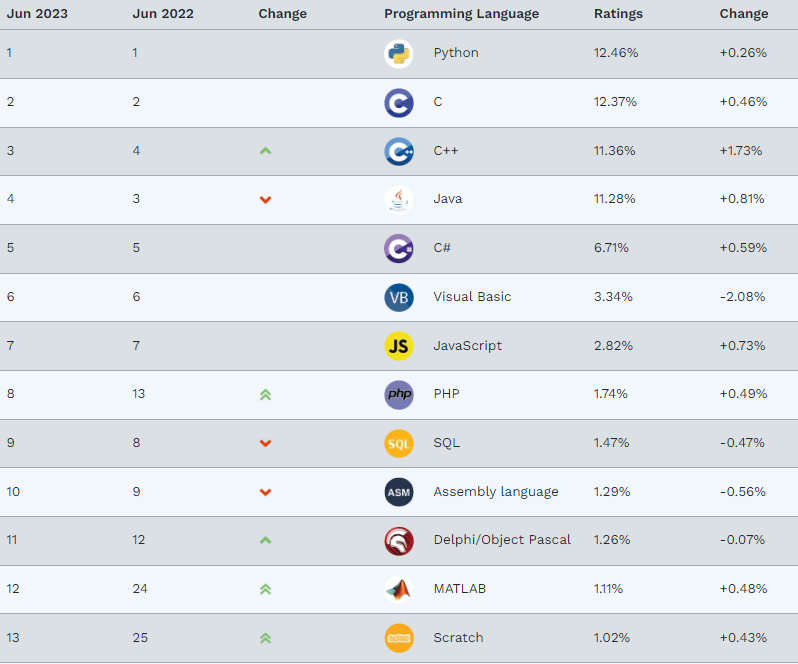 Jun 2023 Jun 2022 Change Programming Language Ratings Change
1 1 Python 12.46% +0.26%
2 2 C C 12.37% +0.46%
3 4 C++ 11.36% +1.73%
4 3 Java Java 11.28% +0.81%
5 5 C# 6.71% +0.59%
6 6 VB Visual Basic 3.34% -2.08%
7 7 JS JavaScript 2.82% +0.73%
8 13 php PHP 1.74% +0.49%
9 8 SQL SQL 1.47% -0.47%
10 9 ASM Assembly language 1.29% -0.56%
11 12 Delphi/Object Pascal 1.26% -0.07%
12 24 MATLAB 1.11% +0.48%
13 25 Scratch 1.02% +0.43%